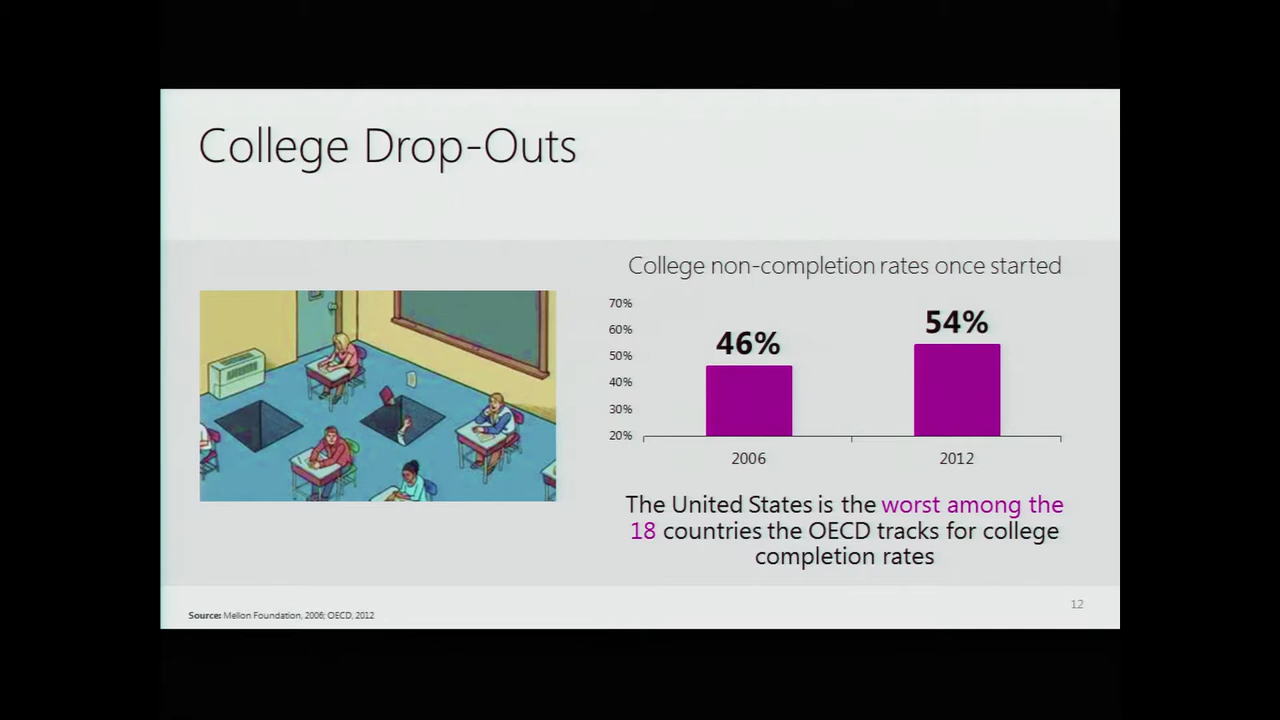 College Drop-Outs
College non-completion rates once started
70%
60%
50%
40%
30%
20%
46%
54%
2006
2012
The United States is the worst among the
18 countries the OECD tracks for college
completion rates
Source: Mellon Foundation, 2006; OECD, 2012
12